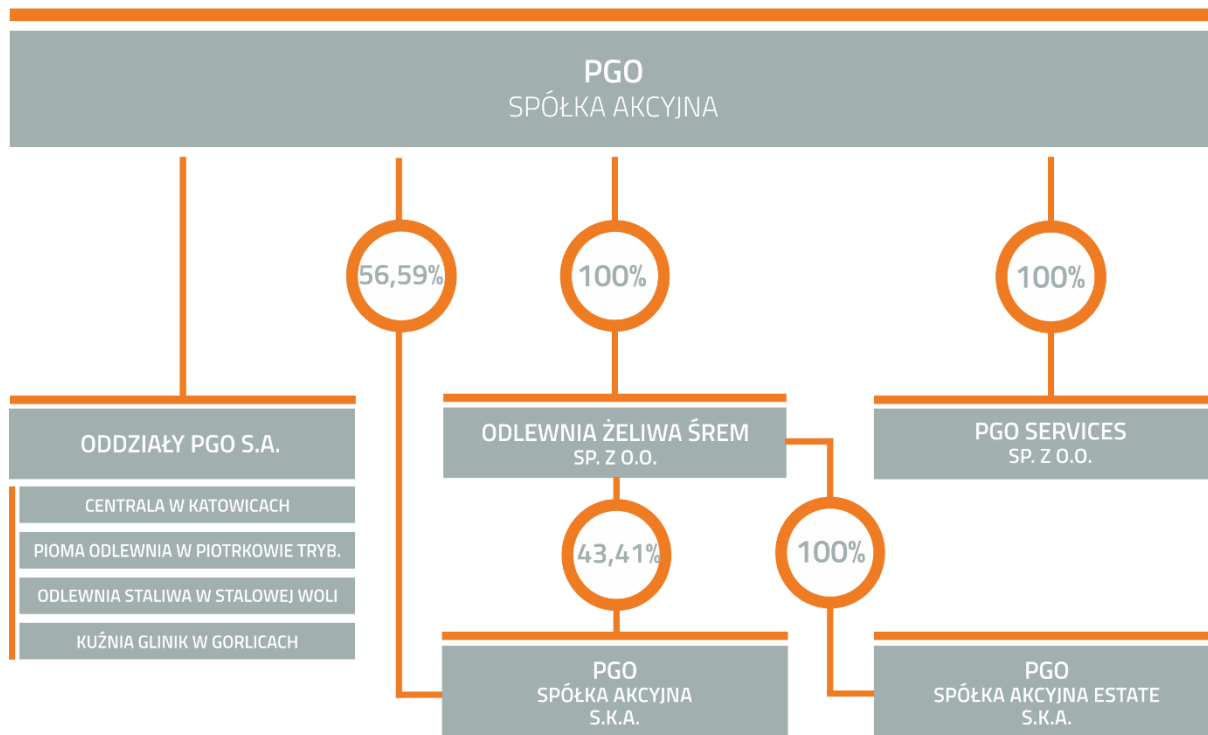 PGO
SPÓŁKA AKCYJNA
56,59%
100%
100%
ODDZIAŁY PGO S.A.
CENTRALA W KATOWICACH
PIOMA ODLEWNIA W PIOTRKOWIE TRYB.
ODLEWNIA STALIWA W STALOWEJ WOLI
KUŹNIA GLINIK W GORLICACH
ODLEWNIA ŻELIWA ŚREM
SP. Z O.O.
PGO SERVICES
SP. Z O.O.
43,41%
100%
PGO
SPÓŁKA AKCYJNA
S.K.A.
PGO
SPÓŁKA AKCYJNA ESTATE
S.K.A.